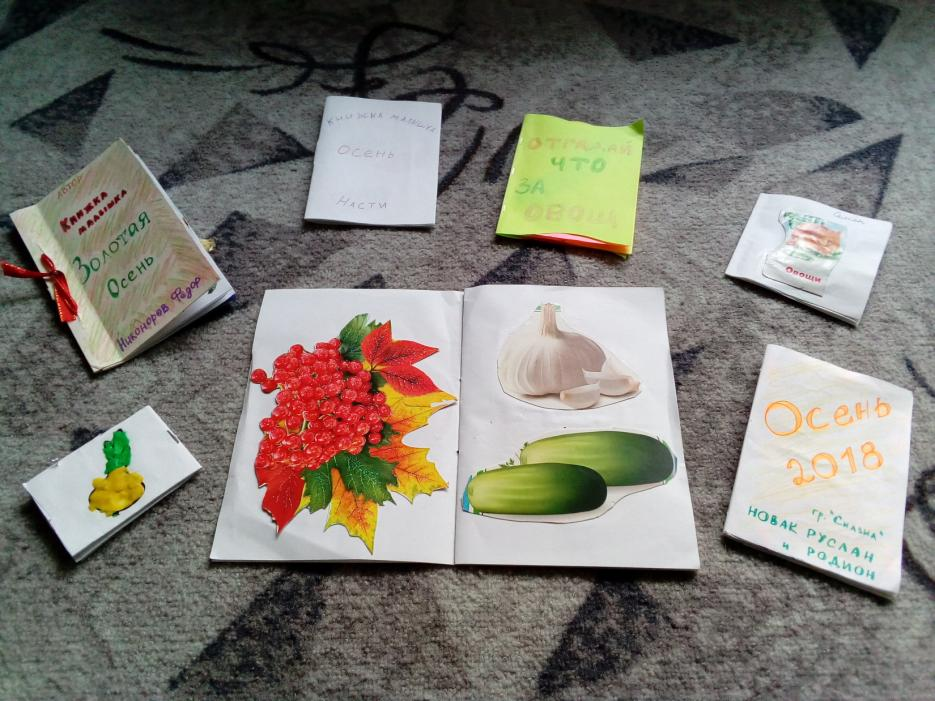 АВТОР
КНИЖКА
МАЛЫШКА
ЗОЛОТАЯ
ОСЕНЬ
Никоноров Федор
КНИЖКА МАЛЫШКА
ОСЕНЬ
НАСТИ
ОТГАДАЙ
ЧТО
ЗА
ОВОЩ
Овощи
Осень
2018
гр. "Сказка"
НОВАК РУСЛАН
и РОДИОН